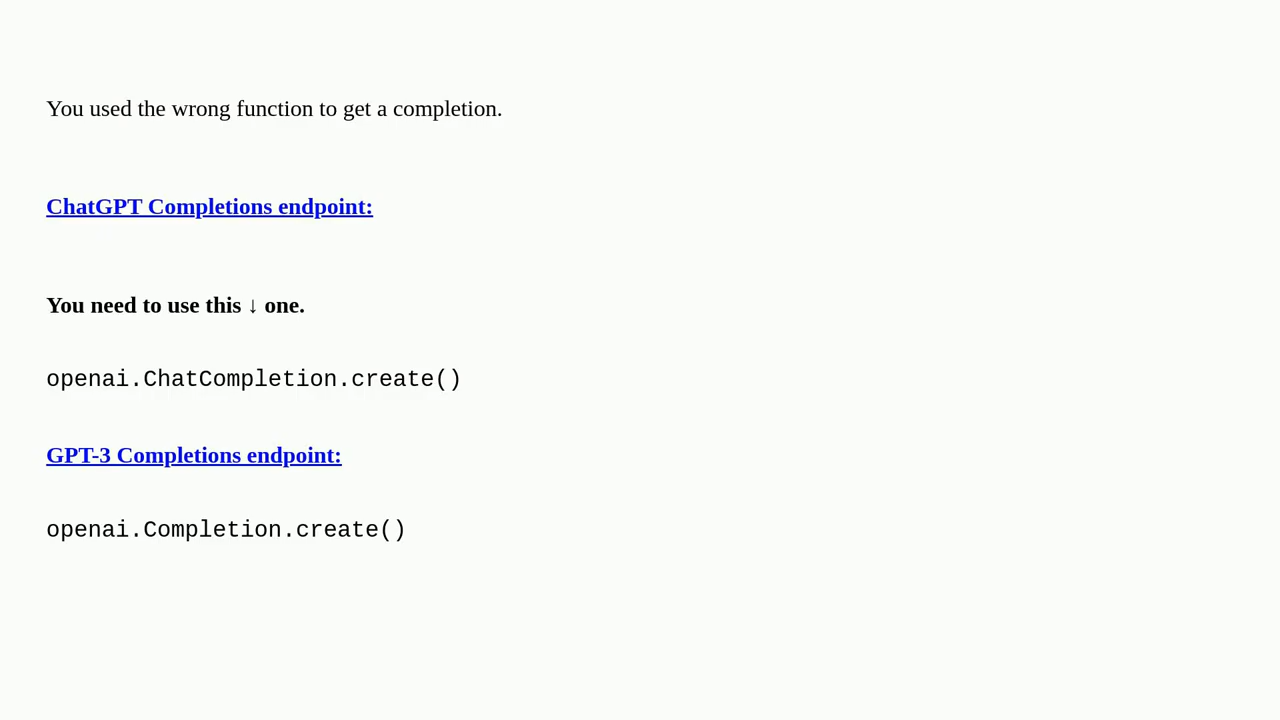 You used the wrong function to get a completion.
ChatGPT Completions endpoint:
You need to use this ↓ one.
openai.ChatCompletion.create()
GPT-3 Completions endpoint:
openai.Completion.create()